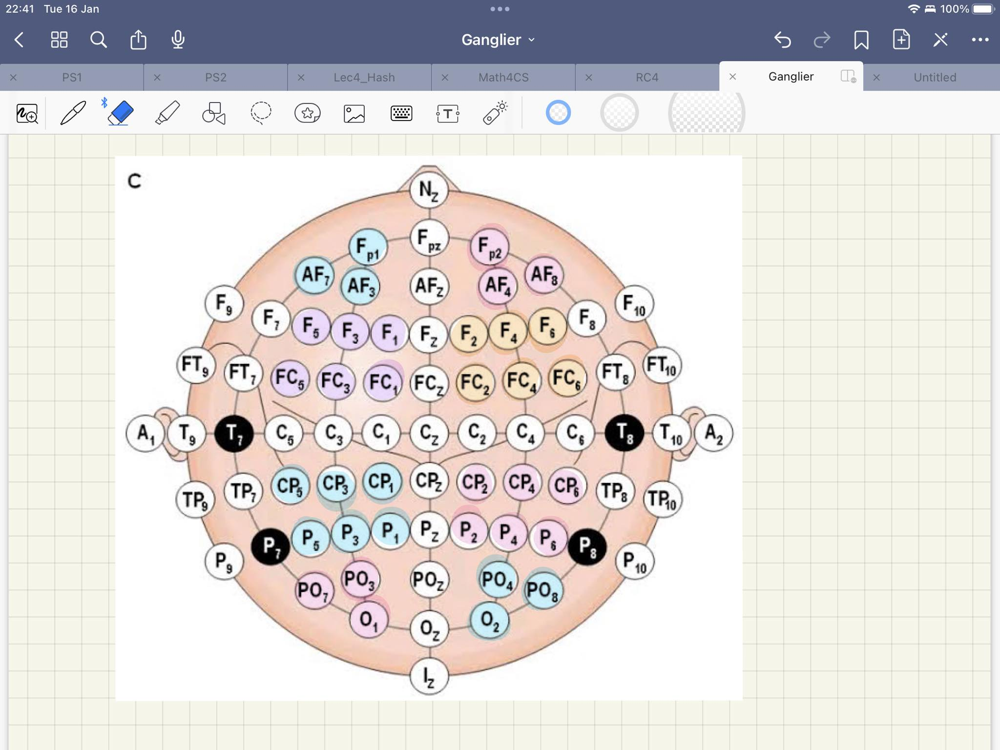 22:41 Tue 16 Jan 100%
Ganglier
PS1 PS2 Lec4_Hash Math4CS RC4 Ganglier Untitled
T
C
Nz
Fp1 Fpz Fp2
AF7 AF3 AFz AF4 AF8
F9 F7 F5 F3 F1 Fz F2 F4 F6 F8 F10
FT9 FT7 FC5 FC3 FC1 FCz FC2 FC4 FC6 FT8 FT10
A1 T9 T7 C5 C3 C1 Cz C2 C4 C6 T8 T10 A2
TP9 TP7 CP5 CP3 CP1 CPz CP2 CP4 CP6 TP8 TP10
P9 P7 P5 P3 P1 Pz P2 P4 P6 P8 P10
PO7 PO3 POz PO4 PO8
O1 Oz O2
Iz